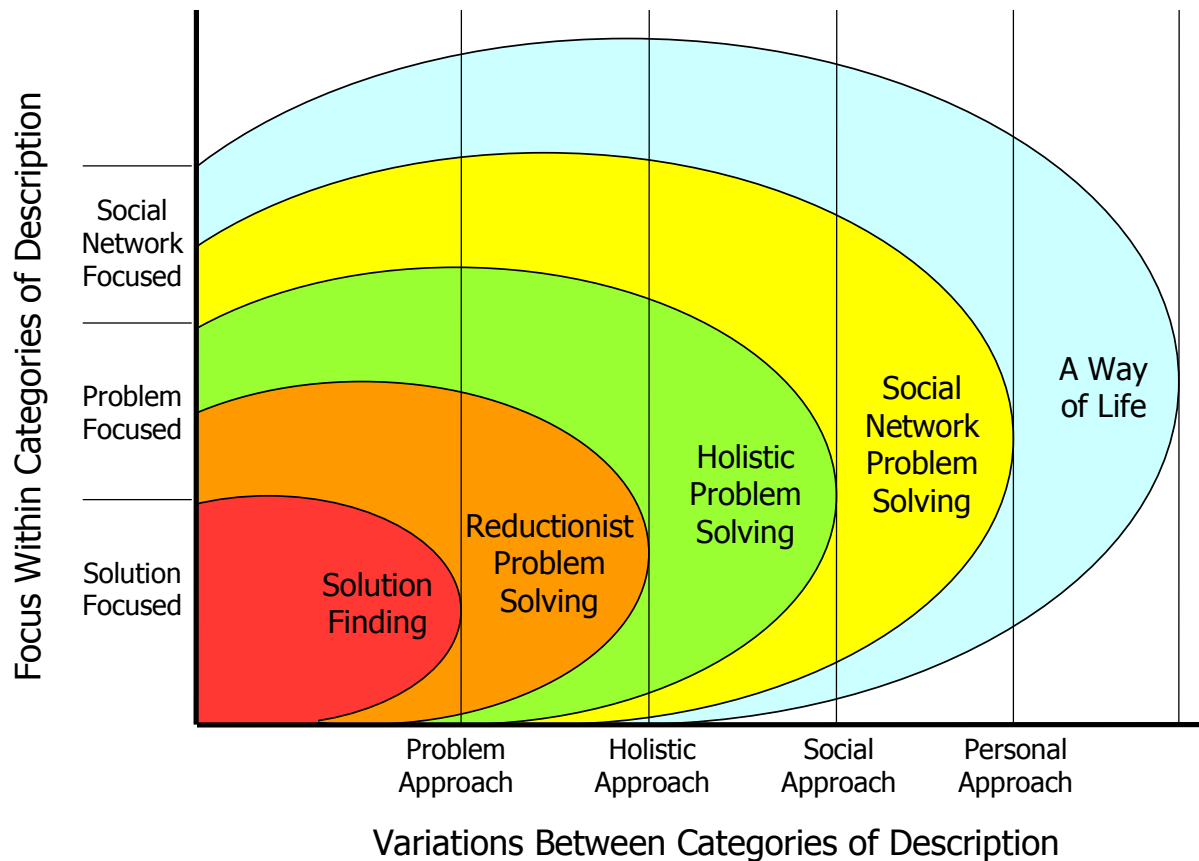 Focus Within Categories of Description
Social
Network
Focused
Problem
Focused
Solution
Focused
Solution
Finding
Reductionist
Problem
Solving
Holistic
Problem
Solving
Social
Network
Problem
Solving
A Way
of Life
Problem
Approach
Holistic
Approach
Social
Approach
Personal
Approach
Variations Between Categories of Description